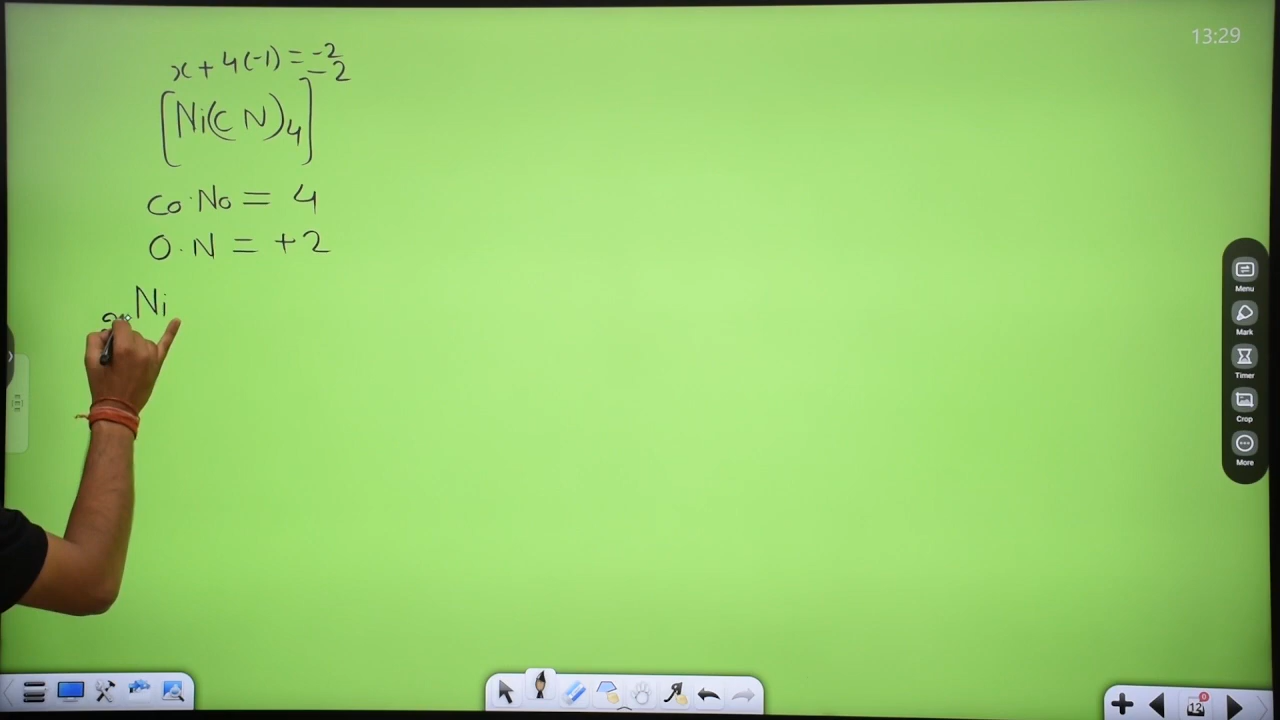 13:29
x + 4(-1) = -2
[Ni(CN)4]-2
Co·No = 4
O·N = +2
Ni
Menu
Mark
Timer
Crop
More
12